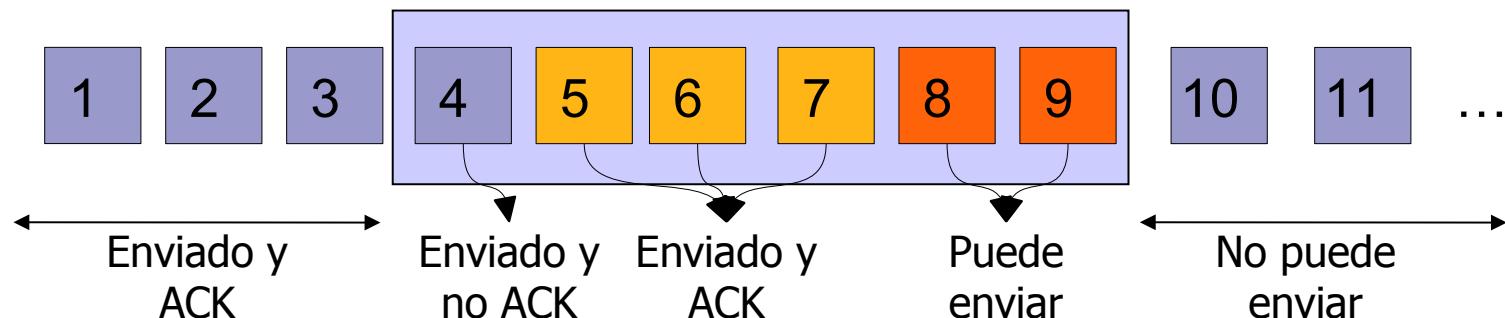 1 2 3 4 5 6 7 8 9 10 11 ...
Enviado y
ACK
Enviado y
no ACK
Enviado y
ACK
Puede
enviar
No puede
enviar